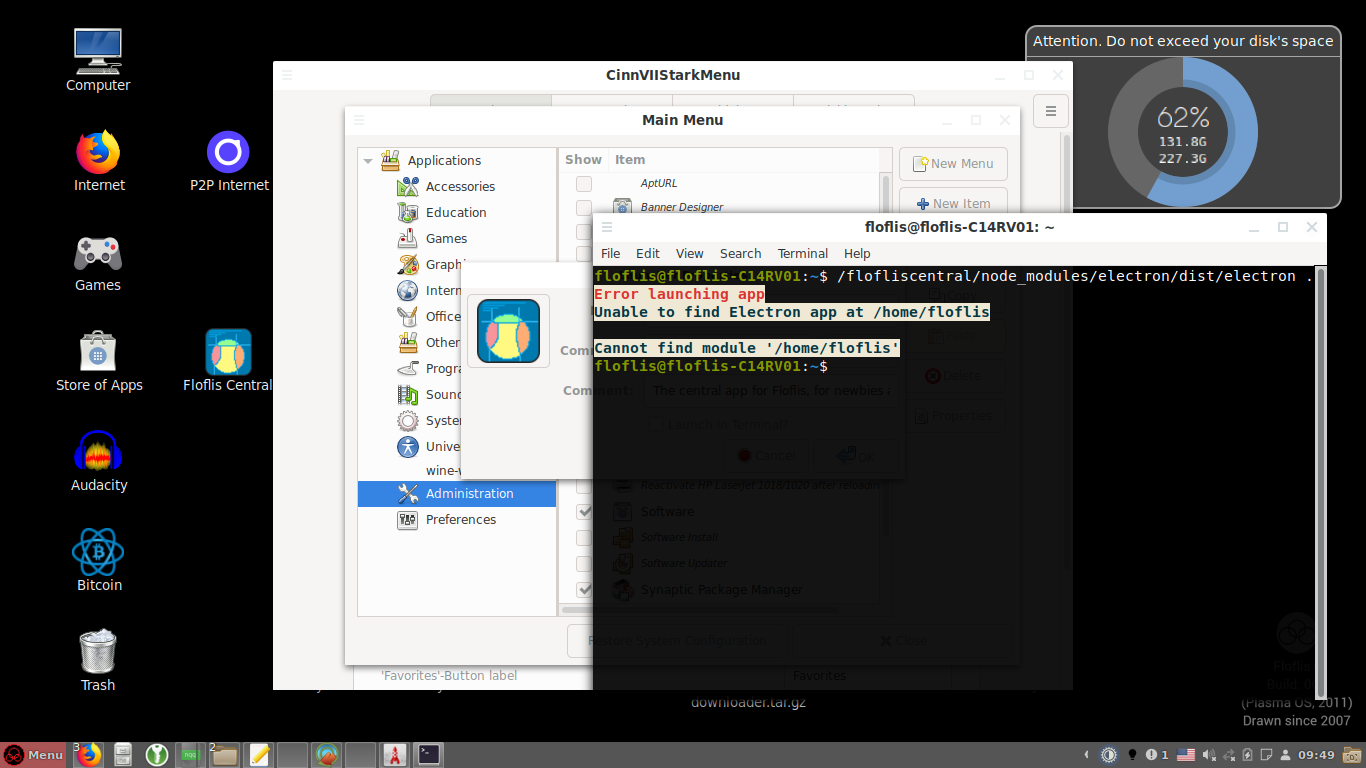 Computer
Internet
P2P Internet
Games
Store of Apps
Floflis Central
Audacity
Bitcoin
Trash
Attention. Do not exceed your disk's space
62%
131.8G
227.3G
CinnVIIStarkMenu
Main Menu
Applications
Accessories
Education
Games
Graphi
Intern
Office
Other
Progra
Sound
System
Univer
wine-w
Administration
Preferences
Show Item
AptURL
Banner Designer
New Menu
New Item
Delete
Properties
Comment:
The central app for Floflis, for newbies a
Launch in Terminal?
Cancel
OK
Reactivate HP LaserJet 1018/1020 after reloadin
Software
Software Install
Software Updater
Synaptic Package Manager
Restore System Configuration
Close
'Favorites'-Button label
Favorites
floflis@floflis-C14RV01: ~
File Edit View Search Terminal Help
floflis@floflis-C14RV01:~$ /flofliscentral/node_modules/electron/dist/electron .
Error launching app
Unable to find Electron app at /home/floflis
Cannot find module '/home/floflis'
floflis@floflis-C14RV01:~$
downloader.tar.gz
Floflis
(Plasma OS, 2011)
Drawn since 2007
Menu
3
2
1
09:49